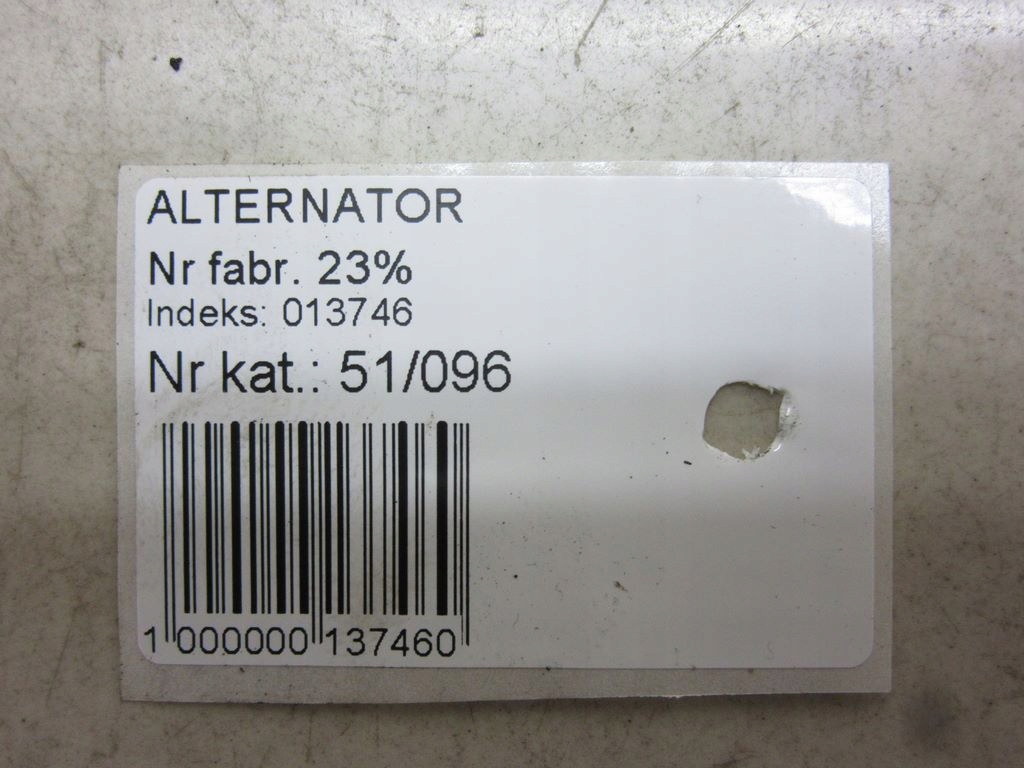 ALTERNATOR
Nr fabr. 23%
Indeks: 013746
Nr kat.: 51/096
1 000000 137460